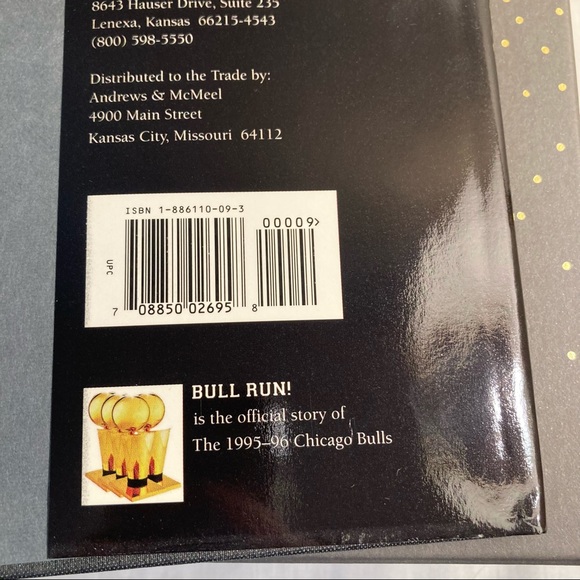 8643 Hauser Drive, Suite 235
Lenexa, Kansas 66215-4543
(800) 598-5550
Distributed to the Trade by:
Andrews & McMeel
4900 Main Street
Kansas City, Missouri 64112
ISBN 1-886110-09-3
00009>
UPC
7 08850 02695 8
BULL RUN!
is the official story of
The 1995–96 Chicago Bulls